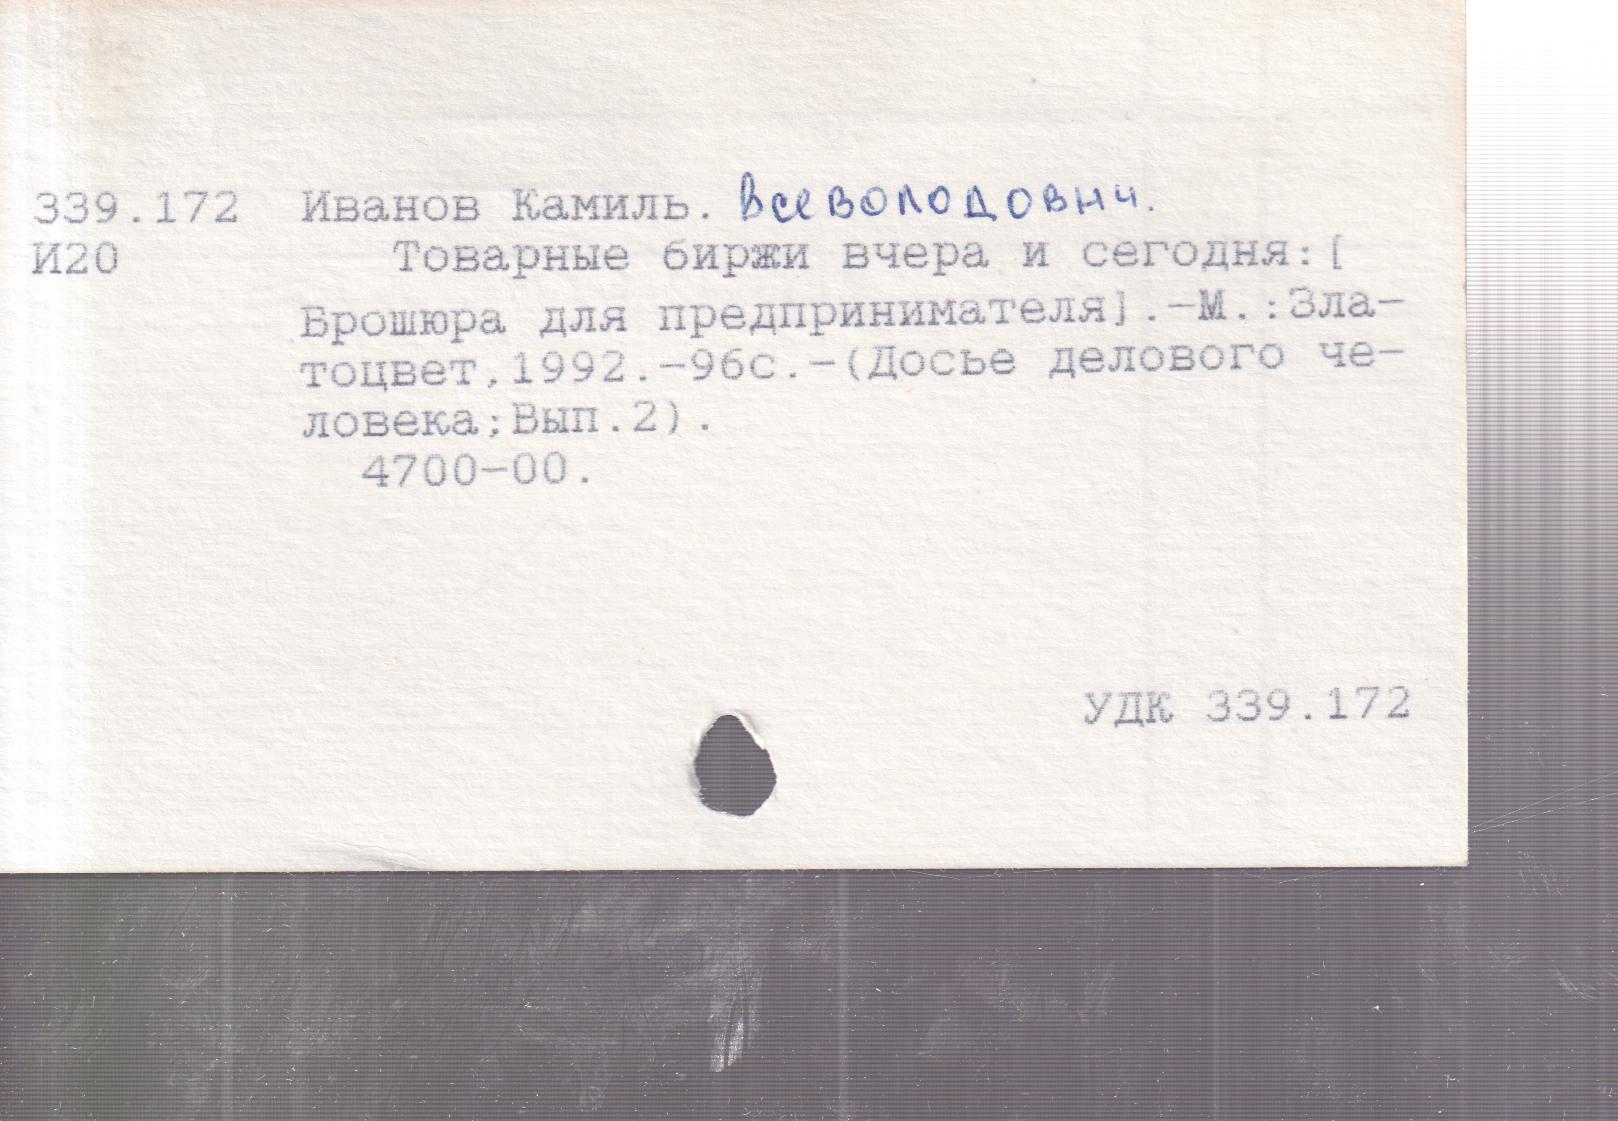 339.172 Иванов Камиль. Всеволодович.
И20 Товарные биржи вчера и сегодня:[
Брошюра для предпринимателя].-М.:Зла-
тоцвет,1992.-96с.-(Досье делового че-
ловека;Вып.2).
4700-00.
УДК 339.172